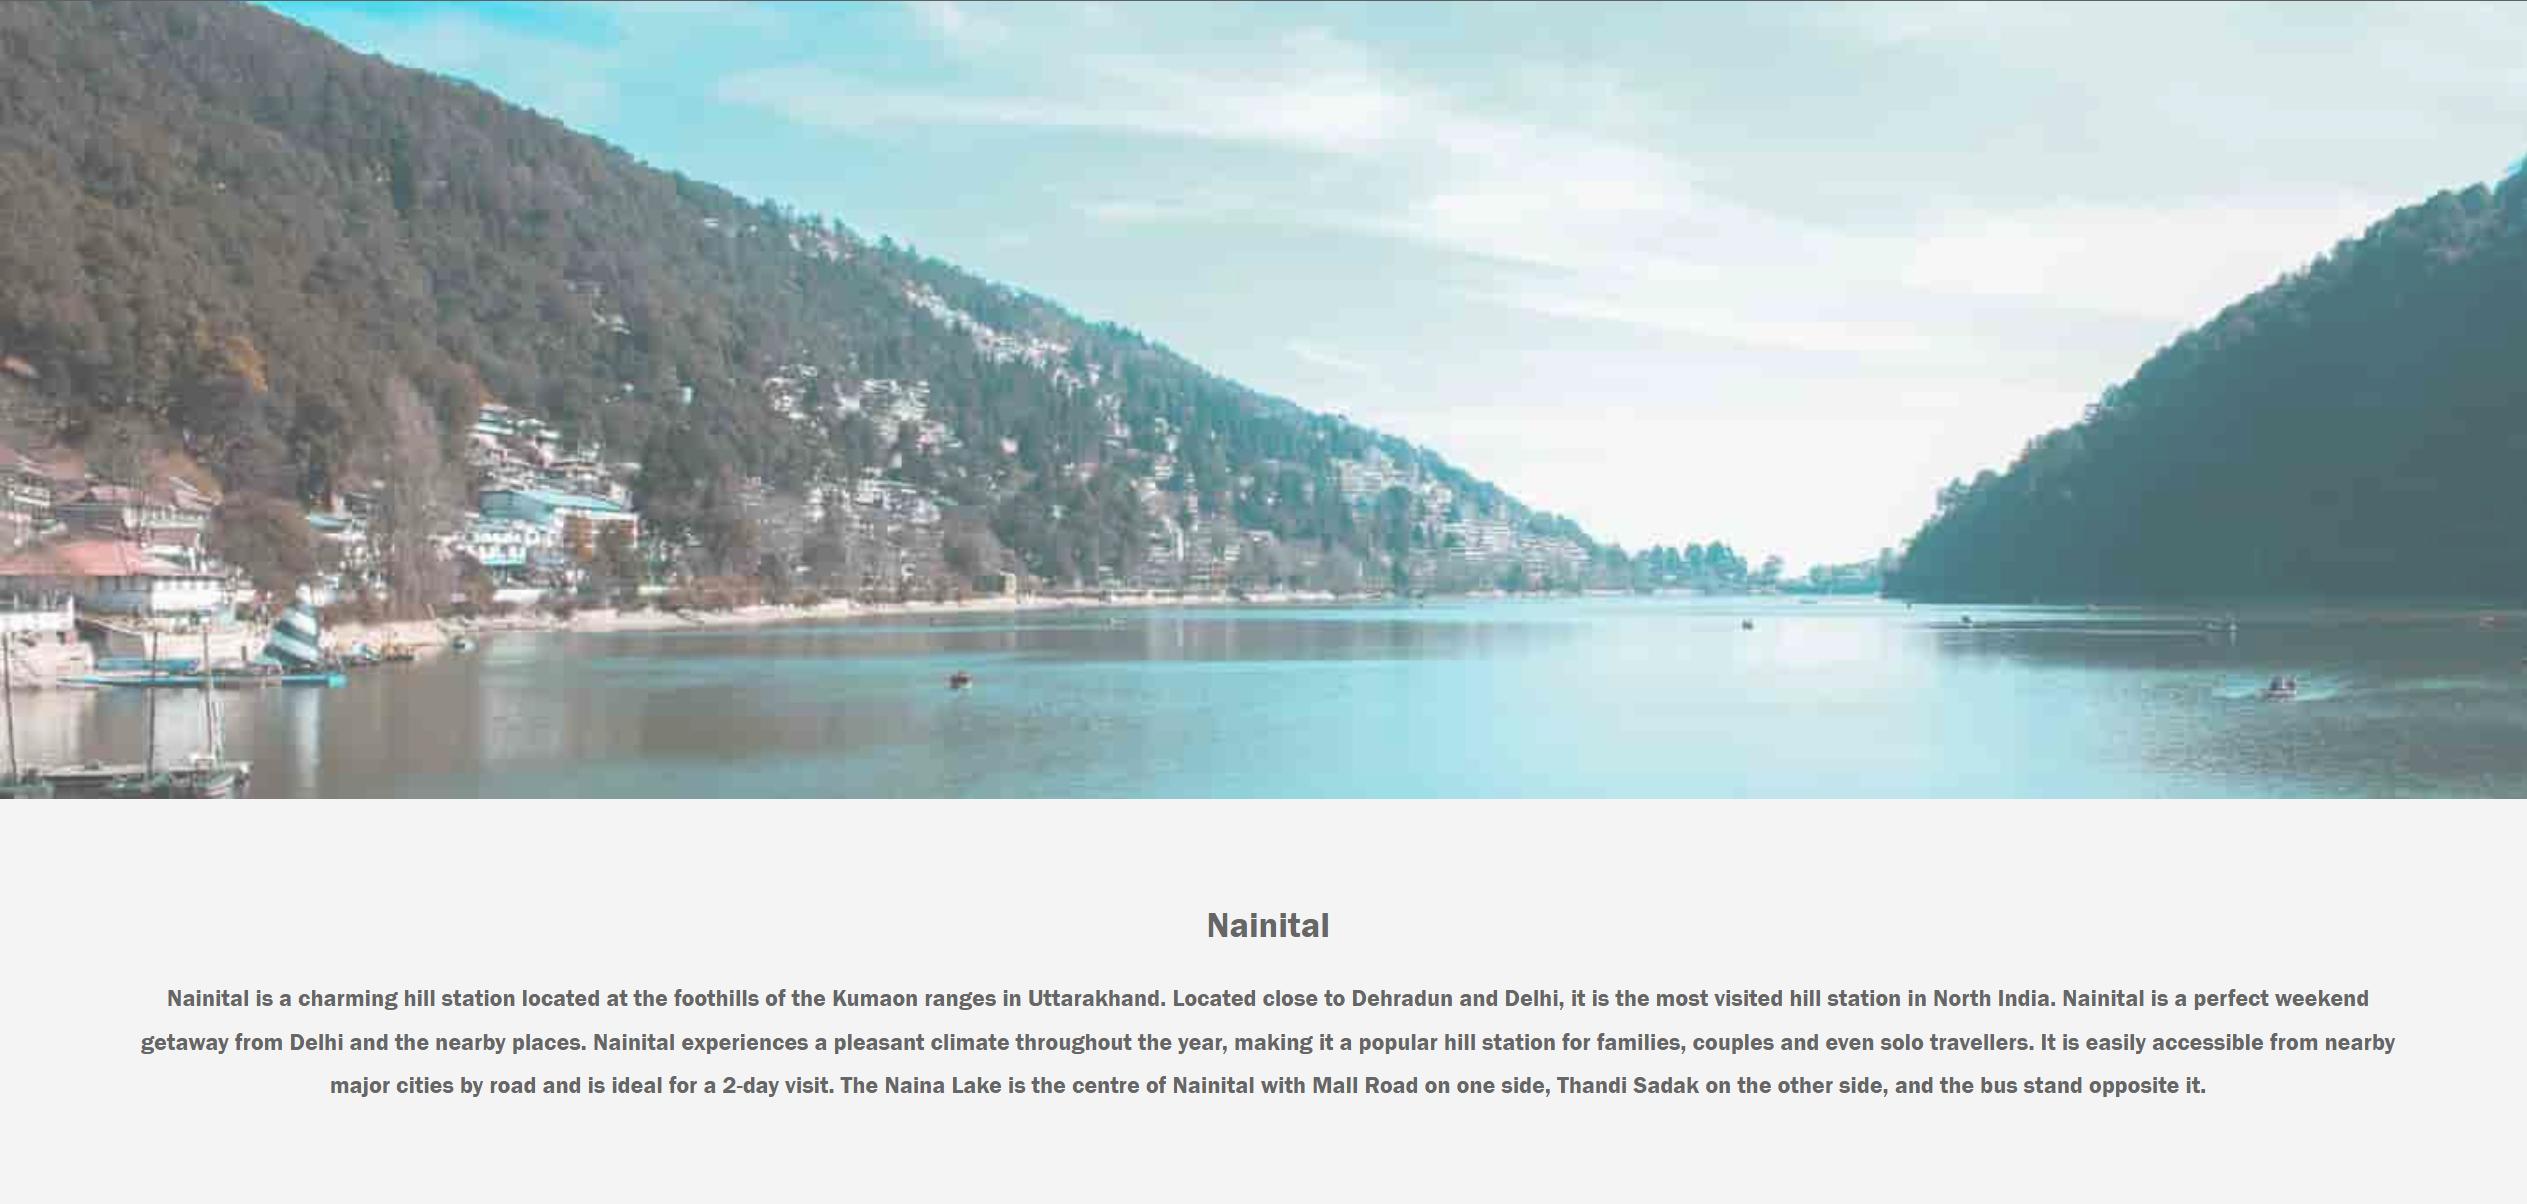 Nainital
Nainital is a charming hill station located at the foothills of the Kumaon ranges in Uttarakhand. Located close to Dehradun and Delhi, it is the most visited hill station in North India. Nainital is a perfect weekend
getaway from Delhi and the nearby places. Nainital experiences a pleasant climate throughout the year, making it a popular hill station for families, couples and even solo travellers. It is easily accessible from nearby
major cities by road and is ideal for a 2-day visit. The Naina Lake is the centre of Nainital with Mall Road on one side, Thandi Sadak on the other side, and the bus stand opposite it.